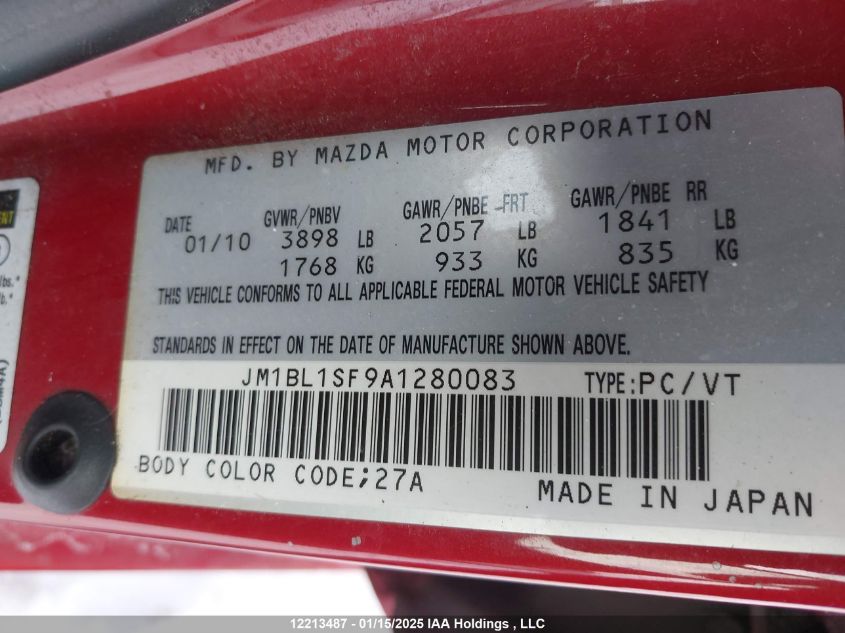 MFD. BY MAZDA MOTOR CORPORATION
DATE GVWR/PNBV GAWR/PNBE FRT GAWR/PNBE RR
01/10 3898 LB 2057 LB 1841 LB
1768 KG 933 KG 835 KG
THIS VEHICLE CONFORMS TO ALL APPLICABLE FEDERAL MOTOR VEHICLE SAFETY
STANDARDS IN EFFECT ON THE DATE OF MANUFACTURE SHOWN ABOVE.
JM1BL1SF9A1280083 TYPE:PC/VT
BODY COLOR CODE;27A
MADE IN JAPAN
12213487 - 01/15/2025 IAA Holdings , LLC